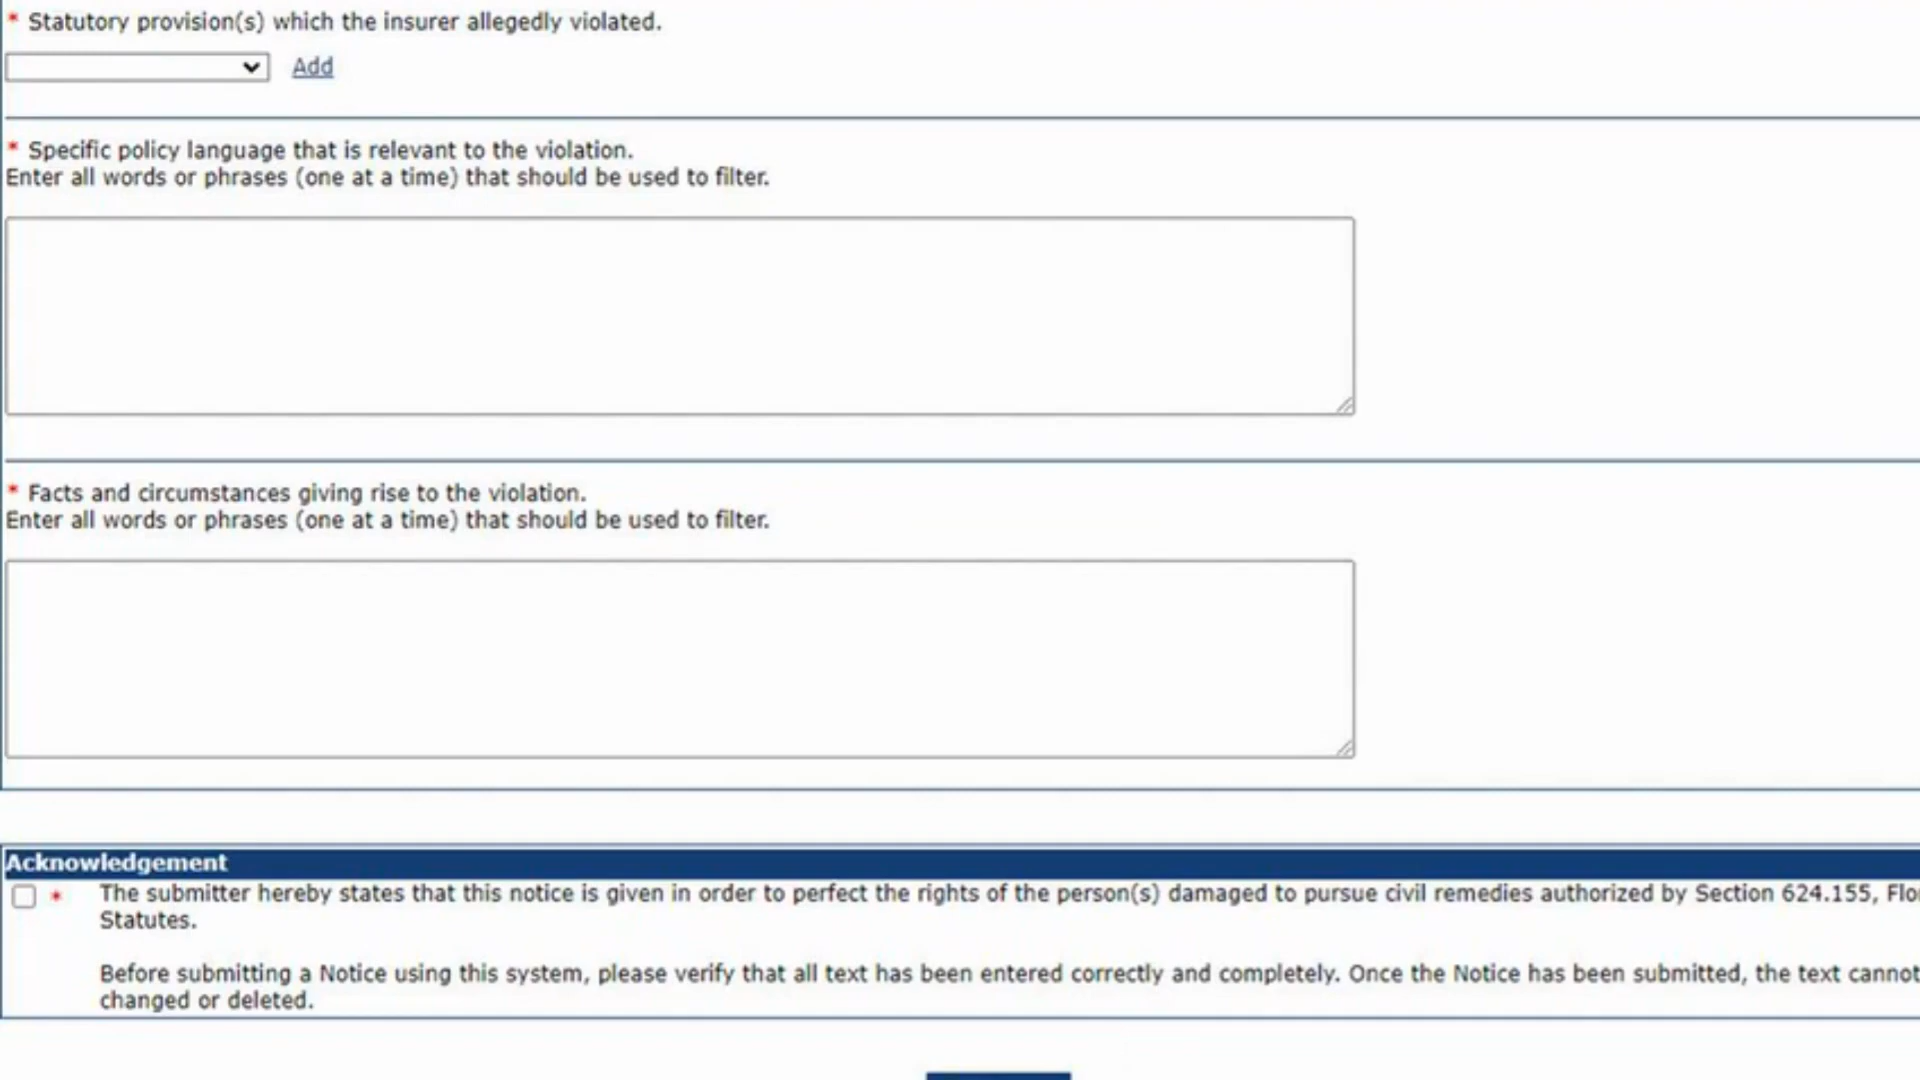 * Statutory provision(s) which the insurer allegedly violated.
Add
* Specific policy language that is relevant to the violation.
Enter all words or phrases (one at a time) that should be used to filter.
* Facts and circumstances giving rise to the violation.
Enter all words or phrases (one at a time) that should be used to filter.
Acknowledgement
* The submitter hereby states that this notice is given in order to perfect the rights of the person(s) damaged to pursue civil remedies authorized by Section 624.155, Flo
Statutes.
Before submitting a Notice using this system, please verify that all text has been entered correctly and completely. Once the Notice has been submitted, the text cannot
changed or deleted.